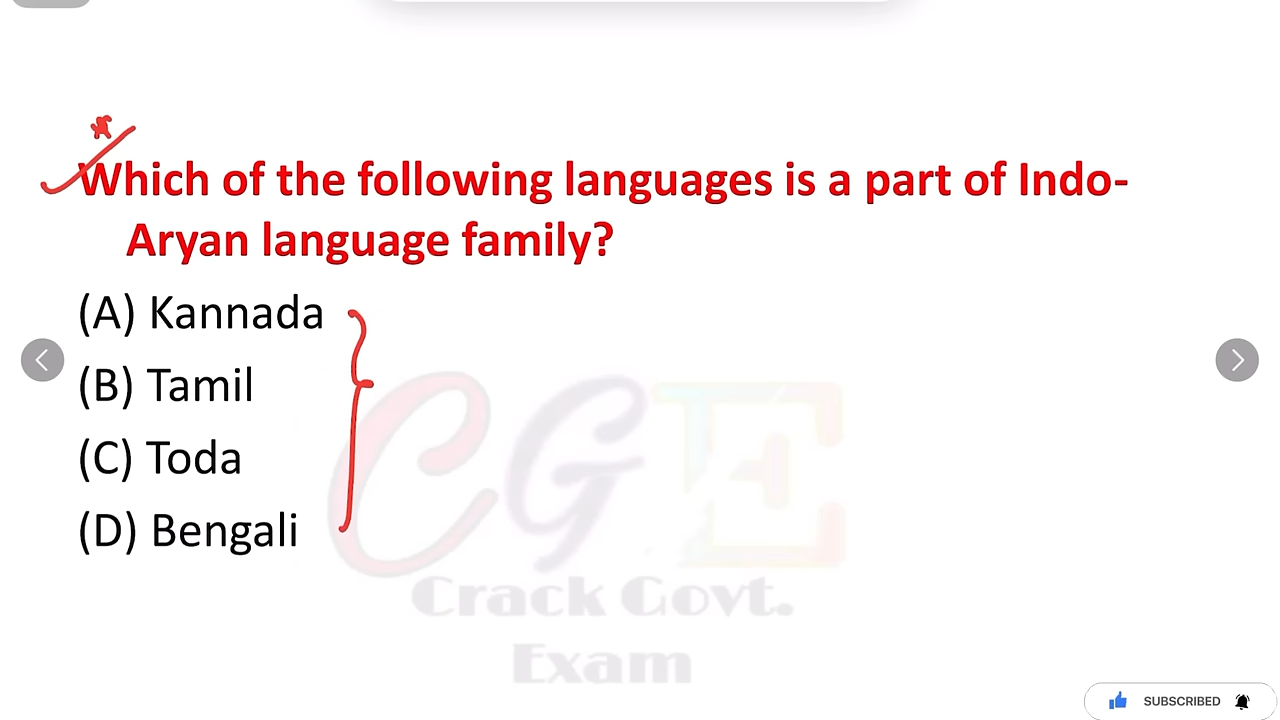 Which of the following languages is a part of Indo-
Aryan language family?
(A) Kannada
(B) Tamil
(C) Toda
(D) Bengali
CGE
Crack Govt.
Exam
SUBSCRIBED